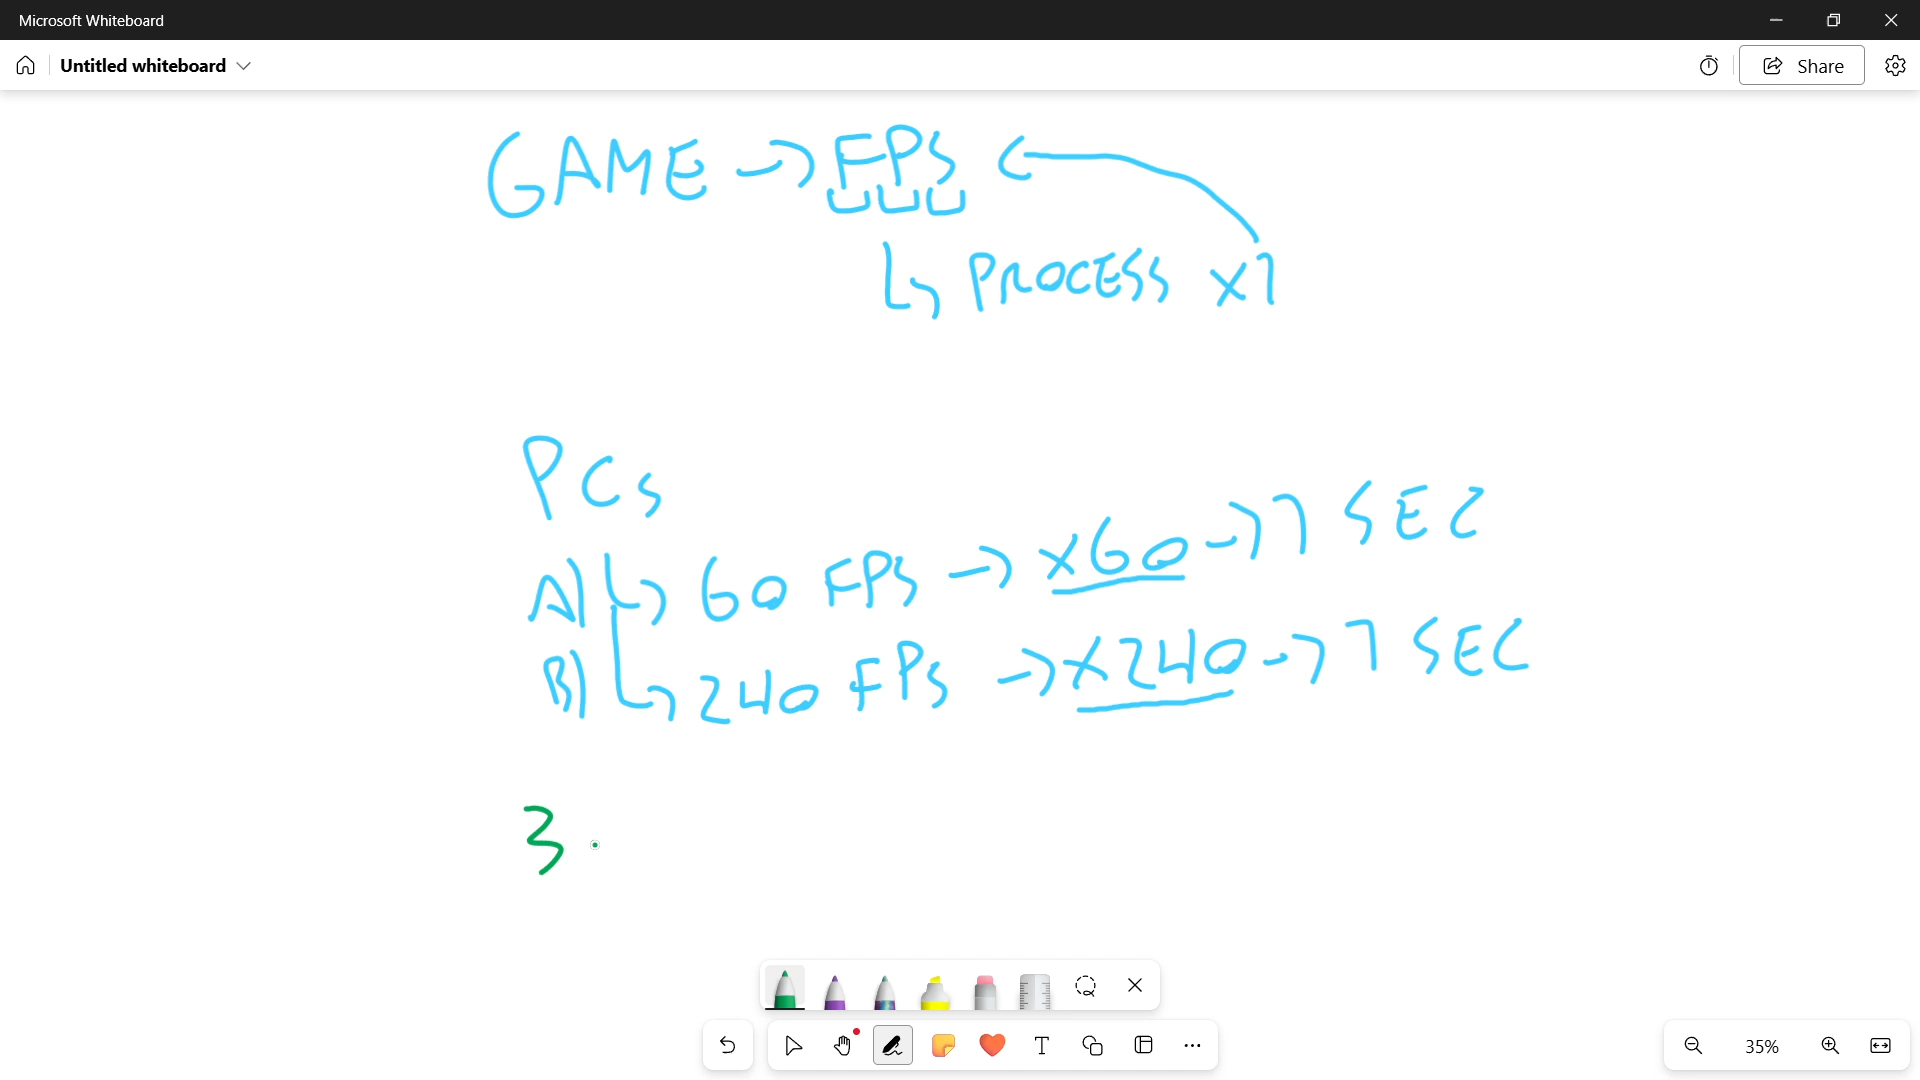 Microsoft Whiteboard
Untitled whiteboard
Share
GAME → FPS ←
↳ PROCESS x1
PCs
A) ↳ 60 FPS → x60 → 1 SEC
B) ↳ 240 FPS → x240 → 1 SEC
3
35%